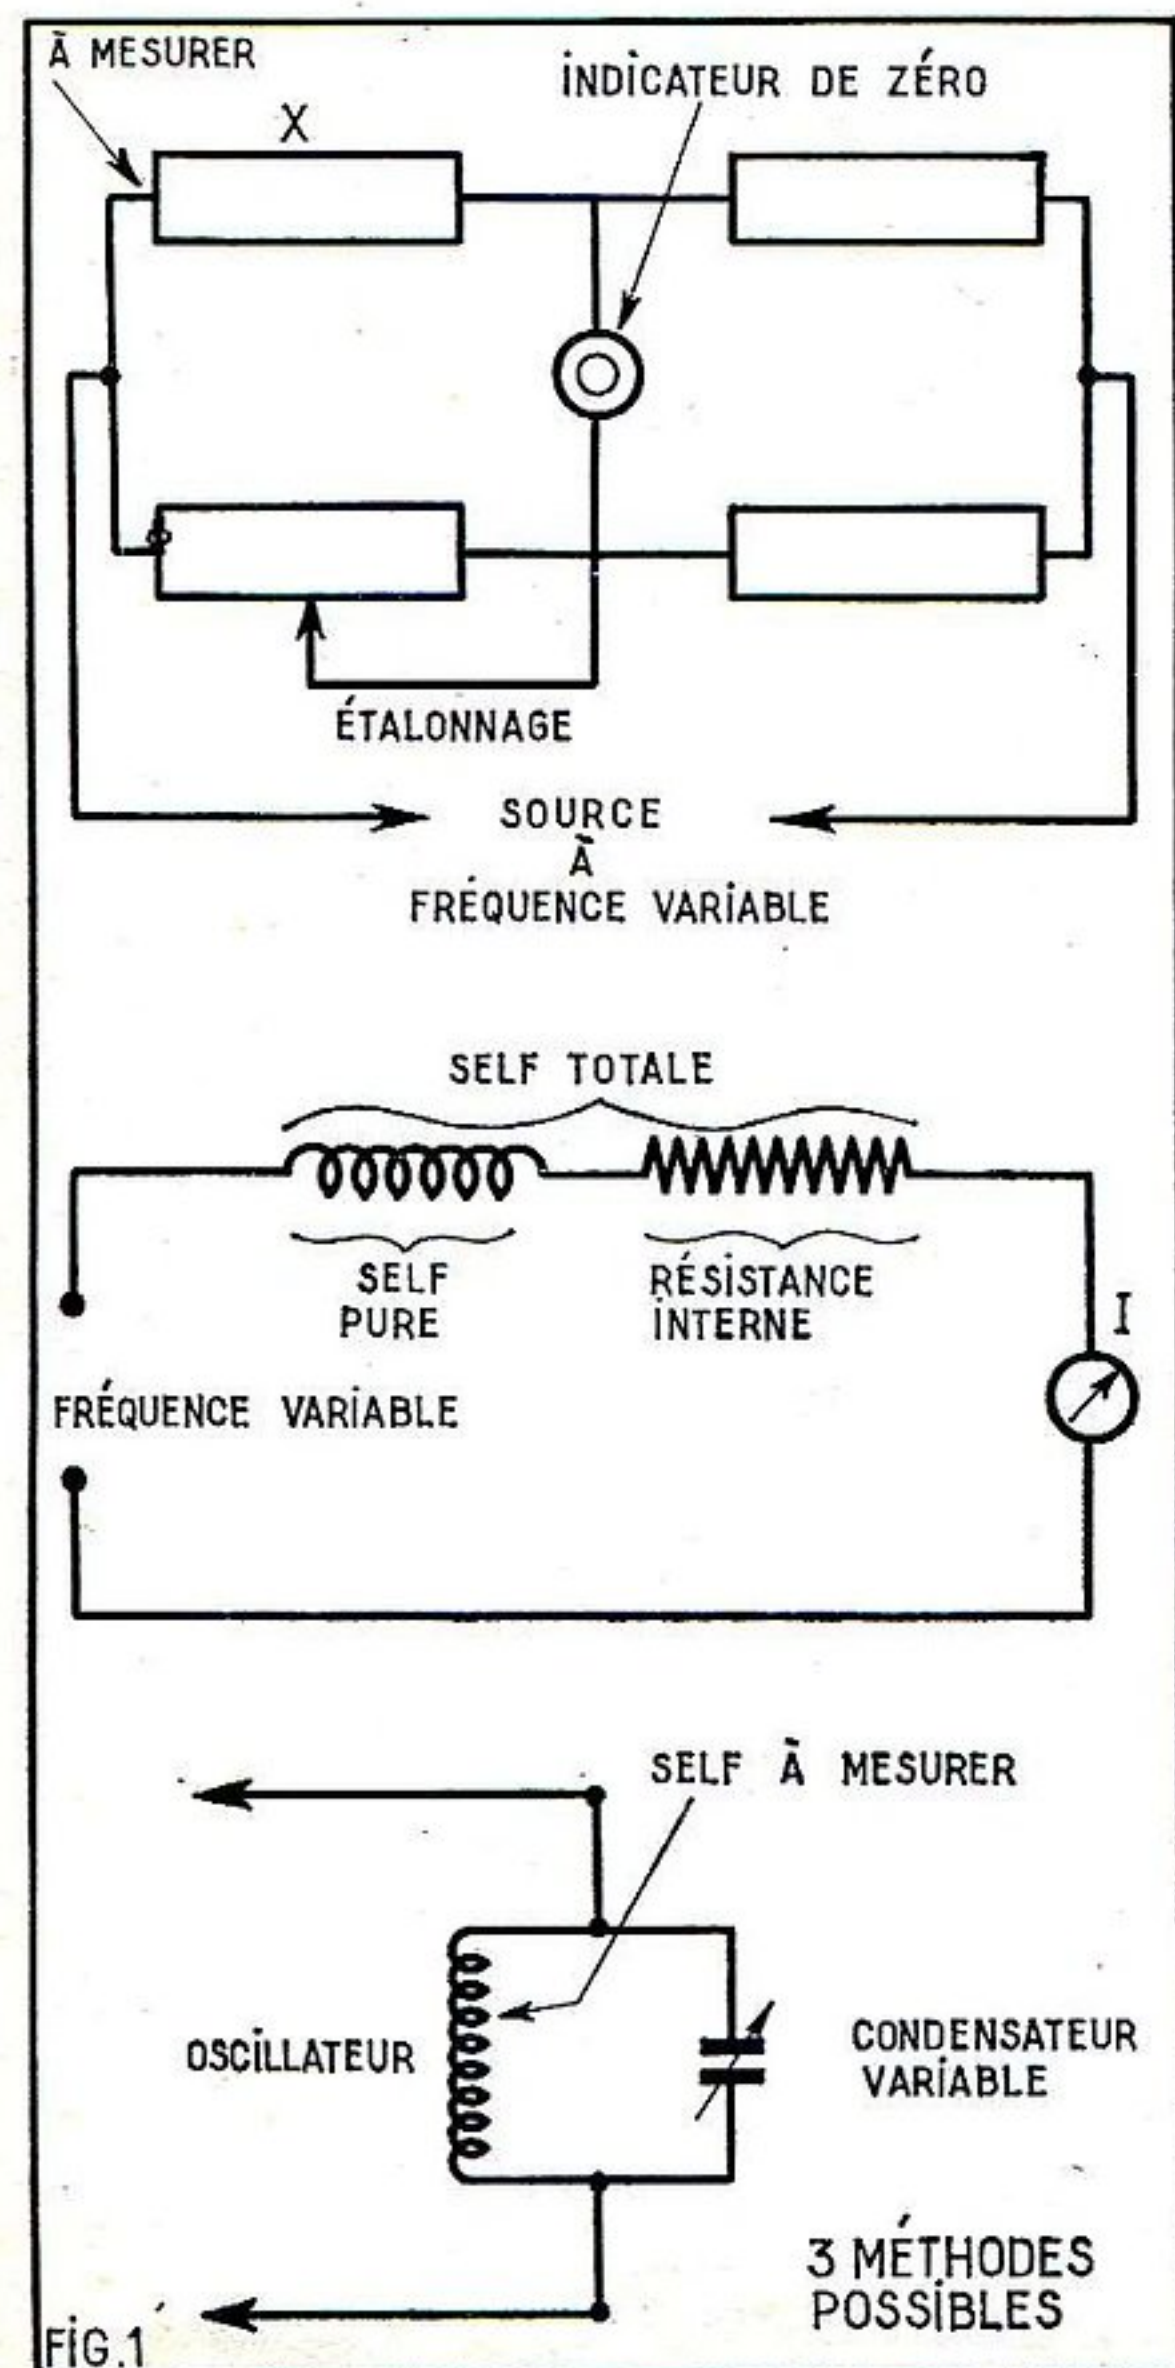 À MESURER
INDICATEUR DE ZÉRO
X
ÉTALONNAGE
SOURCE
À
FRÉQUENCE VARIABLE
SELF TOTALE
SELF
PURE
RÉSISTANCE
INTERNE
I
FRÉQUENCE VARIABLE
SELF À MESURER
OSCILLATEUR
CONDENSATEUR
VARIABLE
3 MÉTHODES
POSSIBLES
FIG.1